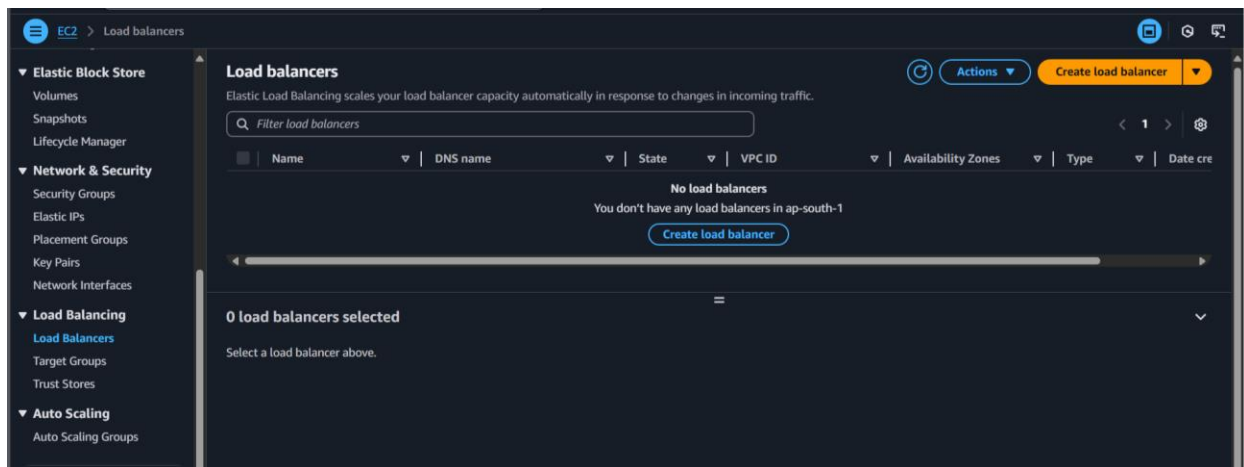 EC2 > Load balancers
Elastic Block Store
Volumes
Snapshots
Lifecycle Manager
Network & Security
Security Groups
Elastic IPs
Placement Groups
Key Pairs
Network Interfaces
Load Balancing
Load Balancers
Target Groups
Trust Stores
Auto Scaling
Auto Scaling Groups
Load balancers
Actions
Create load balancer
Elastic Load Balancing scales your load balancer capacity automatically in response to changes in incoming traffic.
Filter load balancers
< 1 >
Name DNS name State VPC ID Availability Zones Type Date cre
No load balancers
You don't have any load balancers in ap-south-1
Create load balancer
0 load balancers selected
Select a load balancer above.